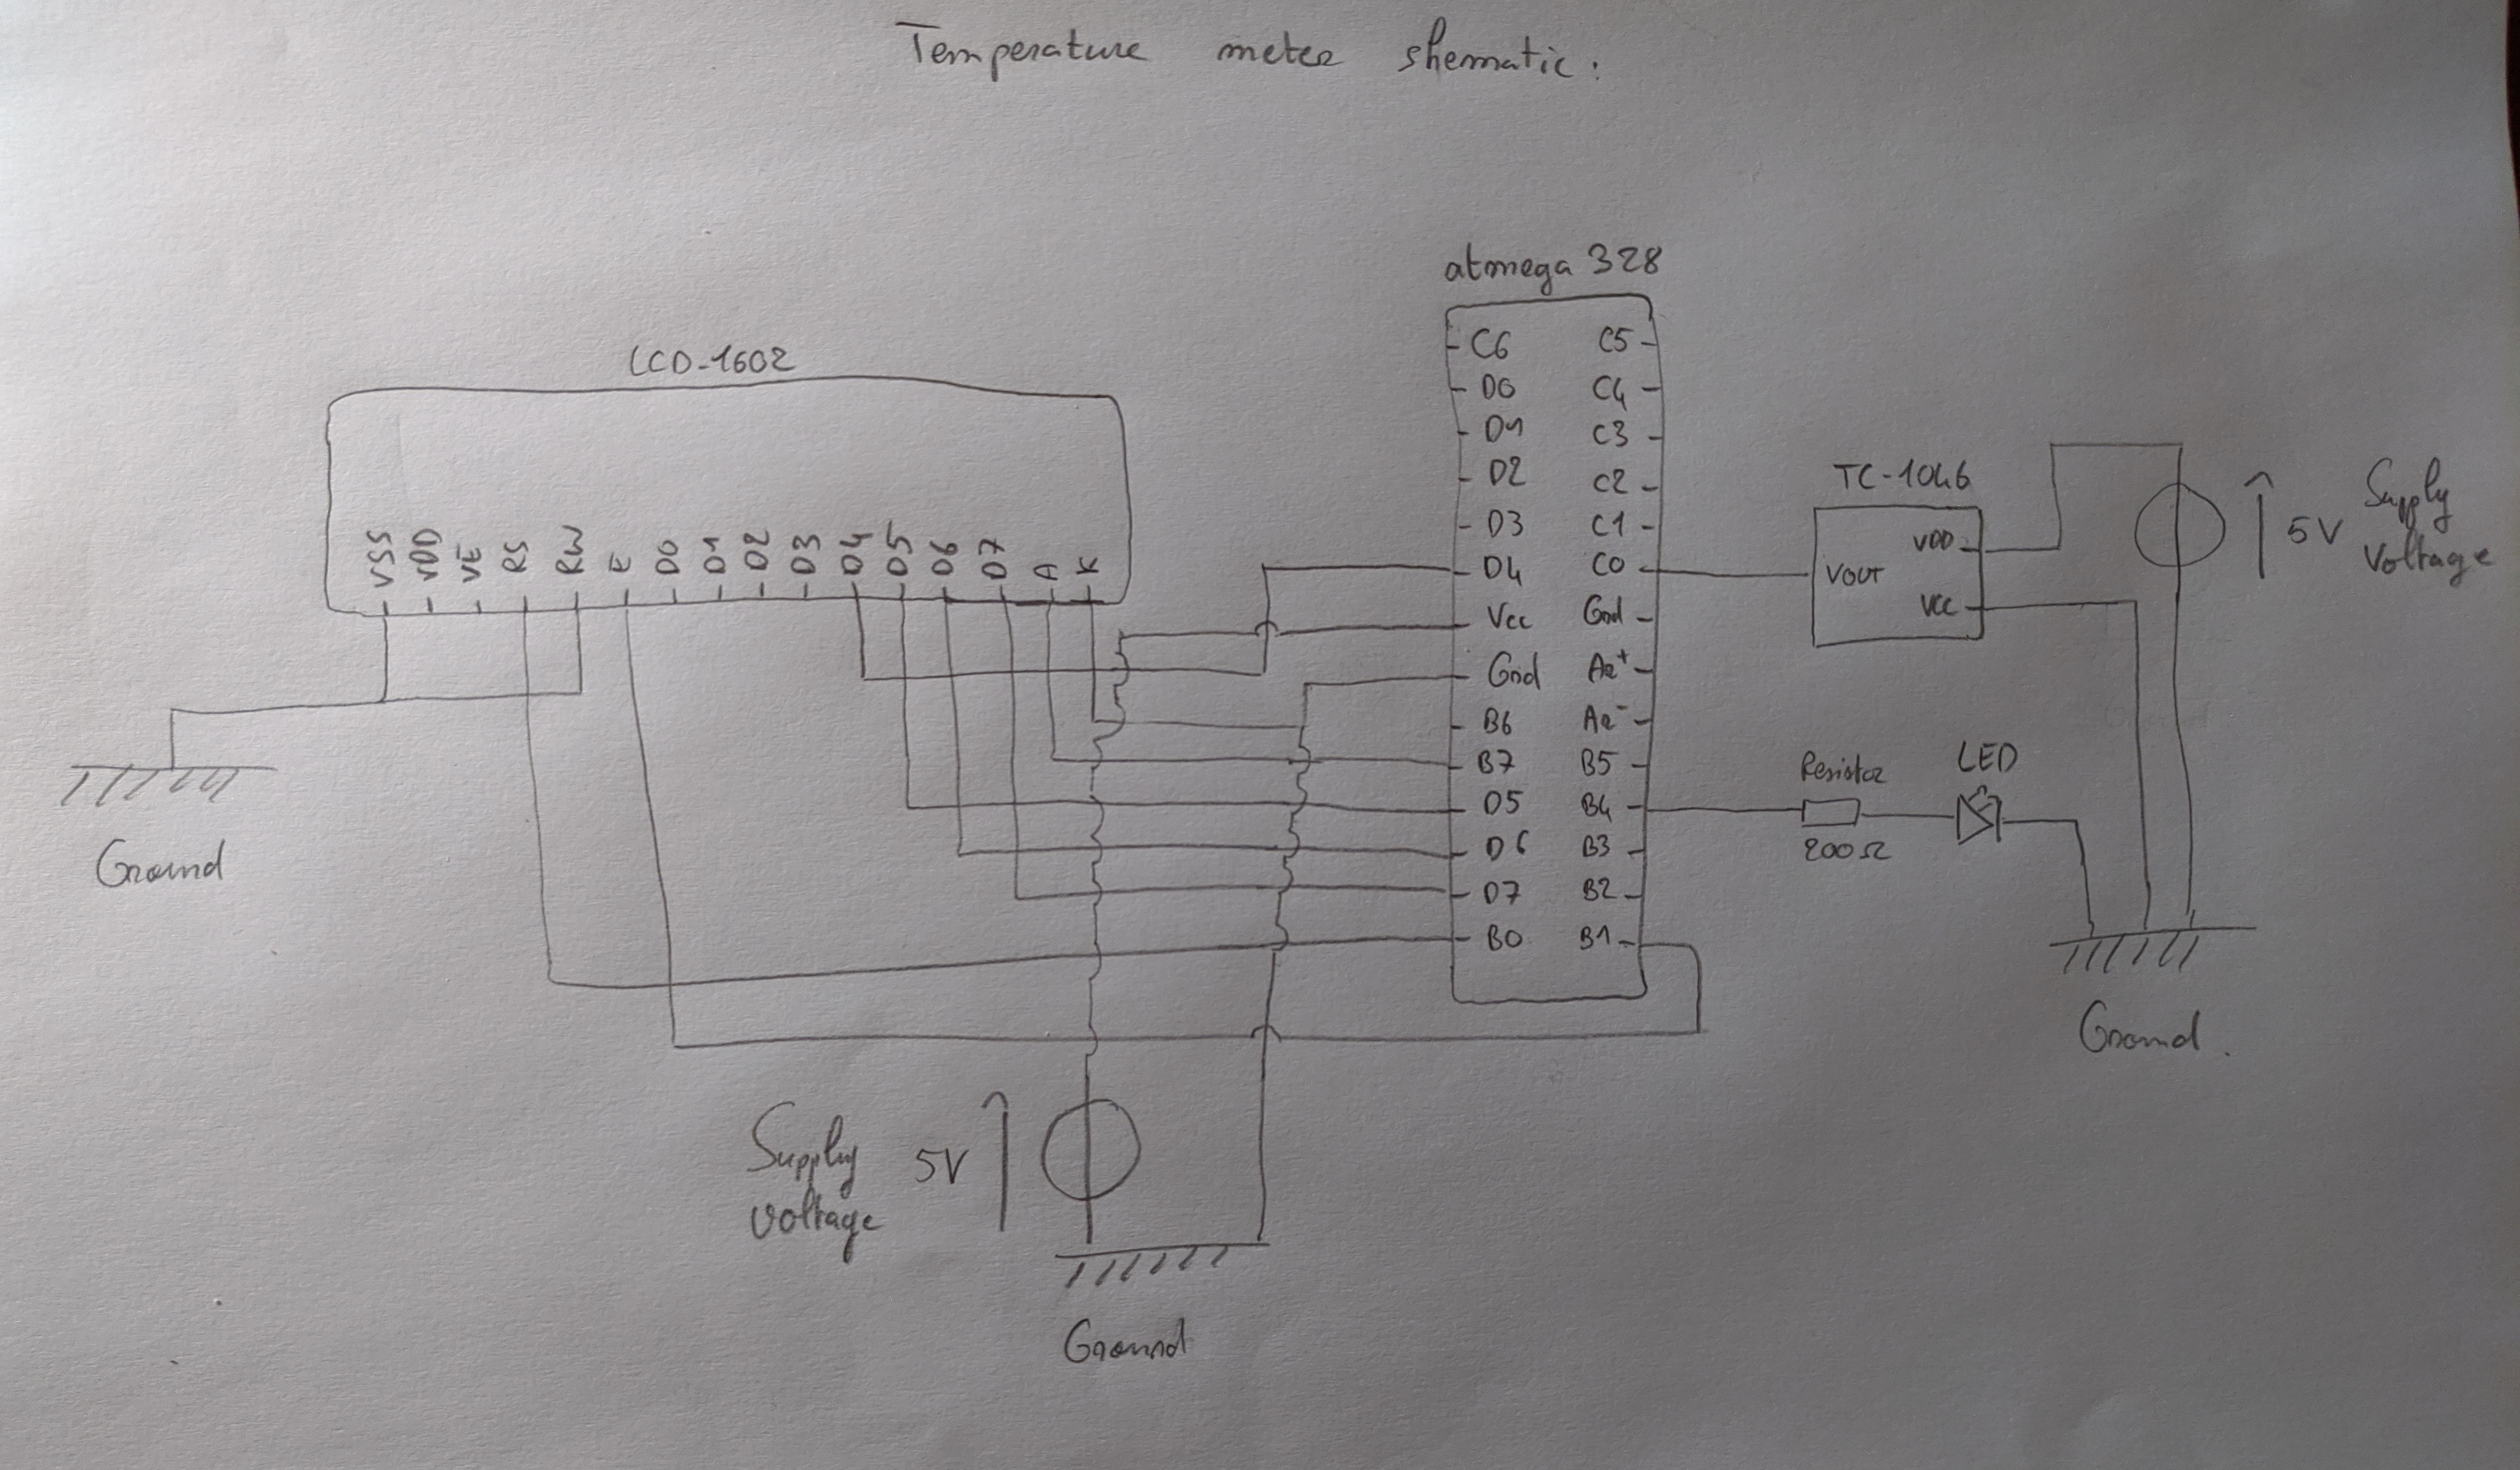 Temperature meter shematic:
atmega 328
LCD-1602
C6 C5
D0 C4
D1 C3
D2 C2
D3 C1
D4 C0
Vcc Gnd
Gnd Aa+
B6 Aa-
B7 B5
D5 B4
D6 B3
D7 B2
B0 B1
VSS VDD VE RS RW E D0 D1 D2 D3 D4 D5 D6 D7 A K
TC-1046
VDD
VOUT
VCC
5V
Supply
Voltage
Resistor
200Ω
LED
Ground
Ground.
Supply
Voltage
5V
Ground